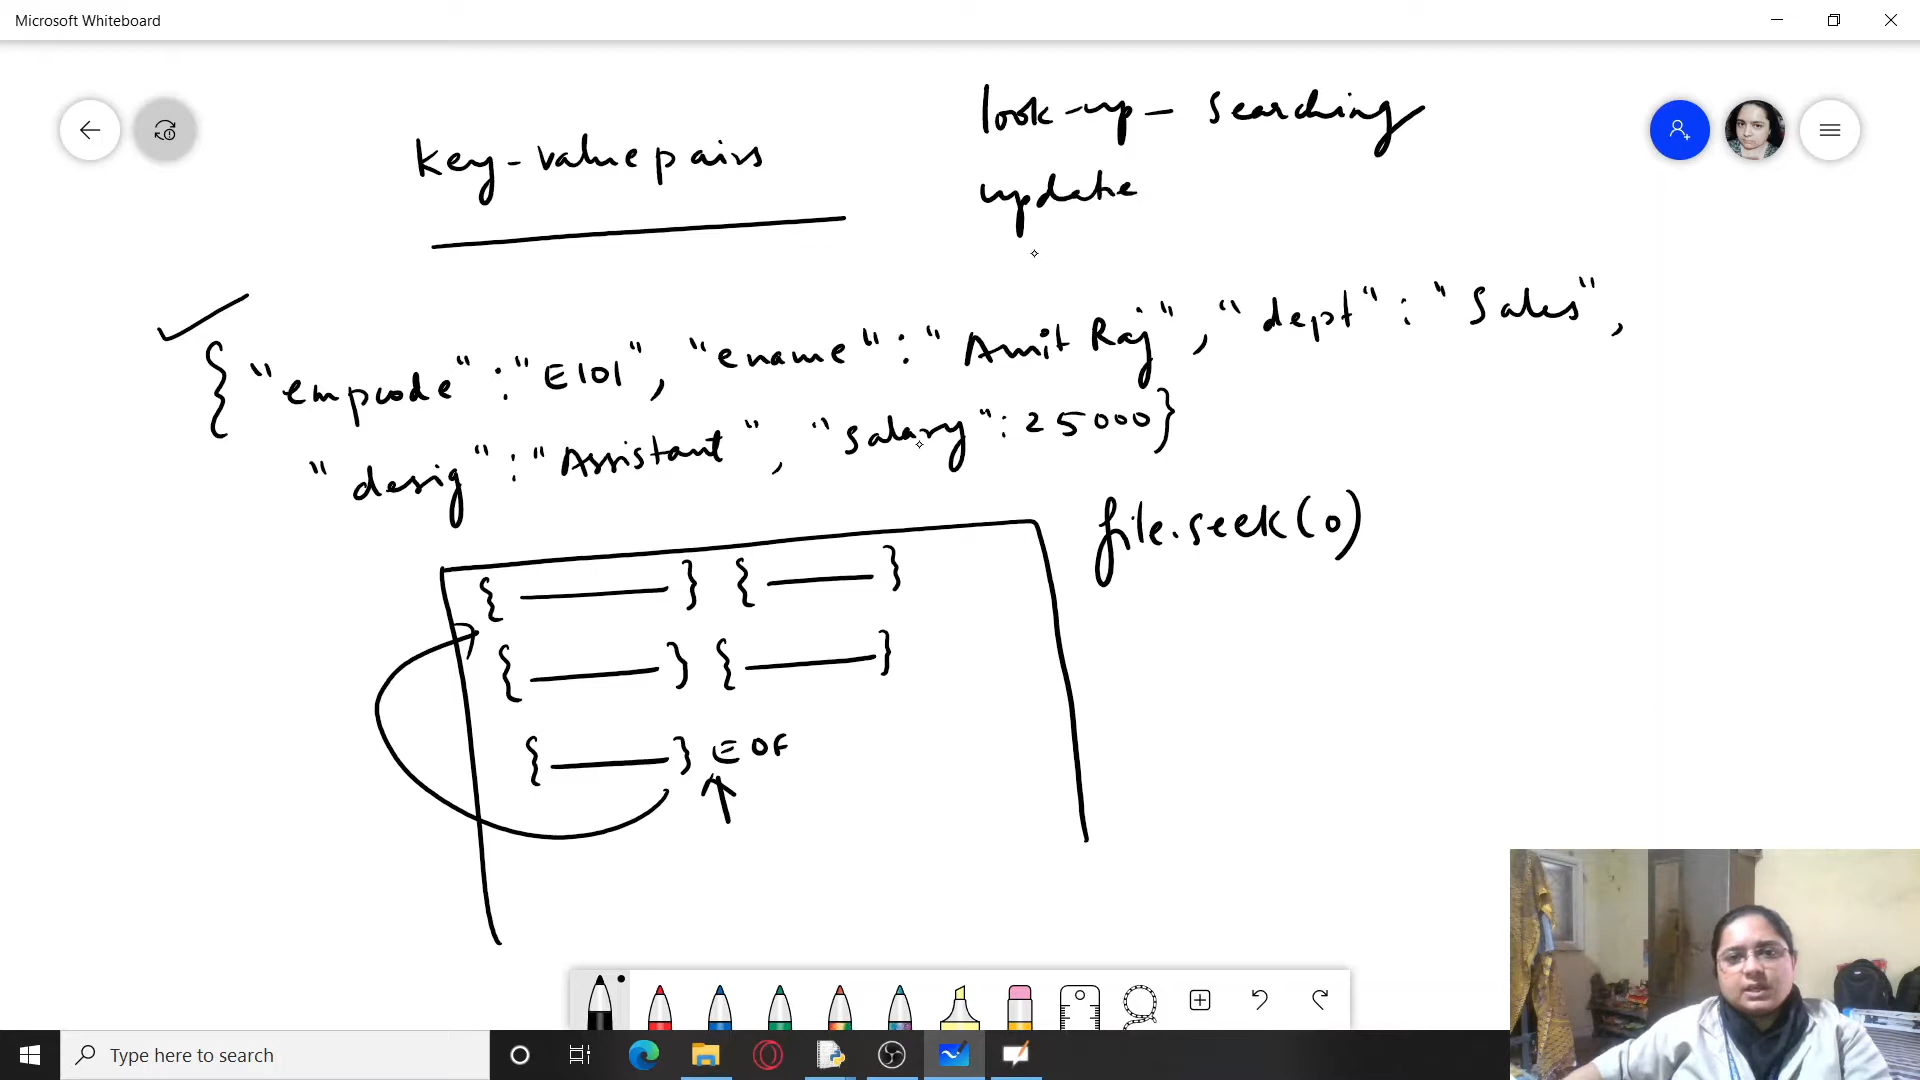 Microsoft Whiteboard
key-value pairs
look-up - searching
update
{"empcode":"E101", "ename":"Amit Raj", "dept":"Sales",
"desig":"Assistant", "salary":25000}
file.seek(0)
{ } { }
{ } { }
{ } EOF
Type here to search